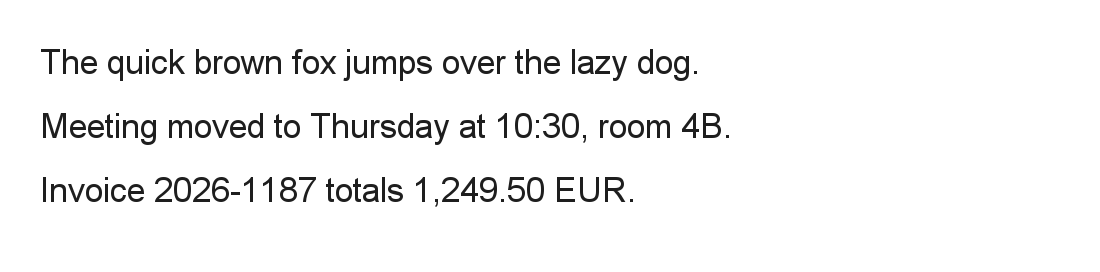 The quick brown fox jumps over the lazy dog.
Meeting moved to Thursday at 10:30, room 4B.
Invoice 2026-1187 totals 1,249.50 EUR.